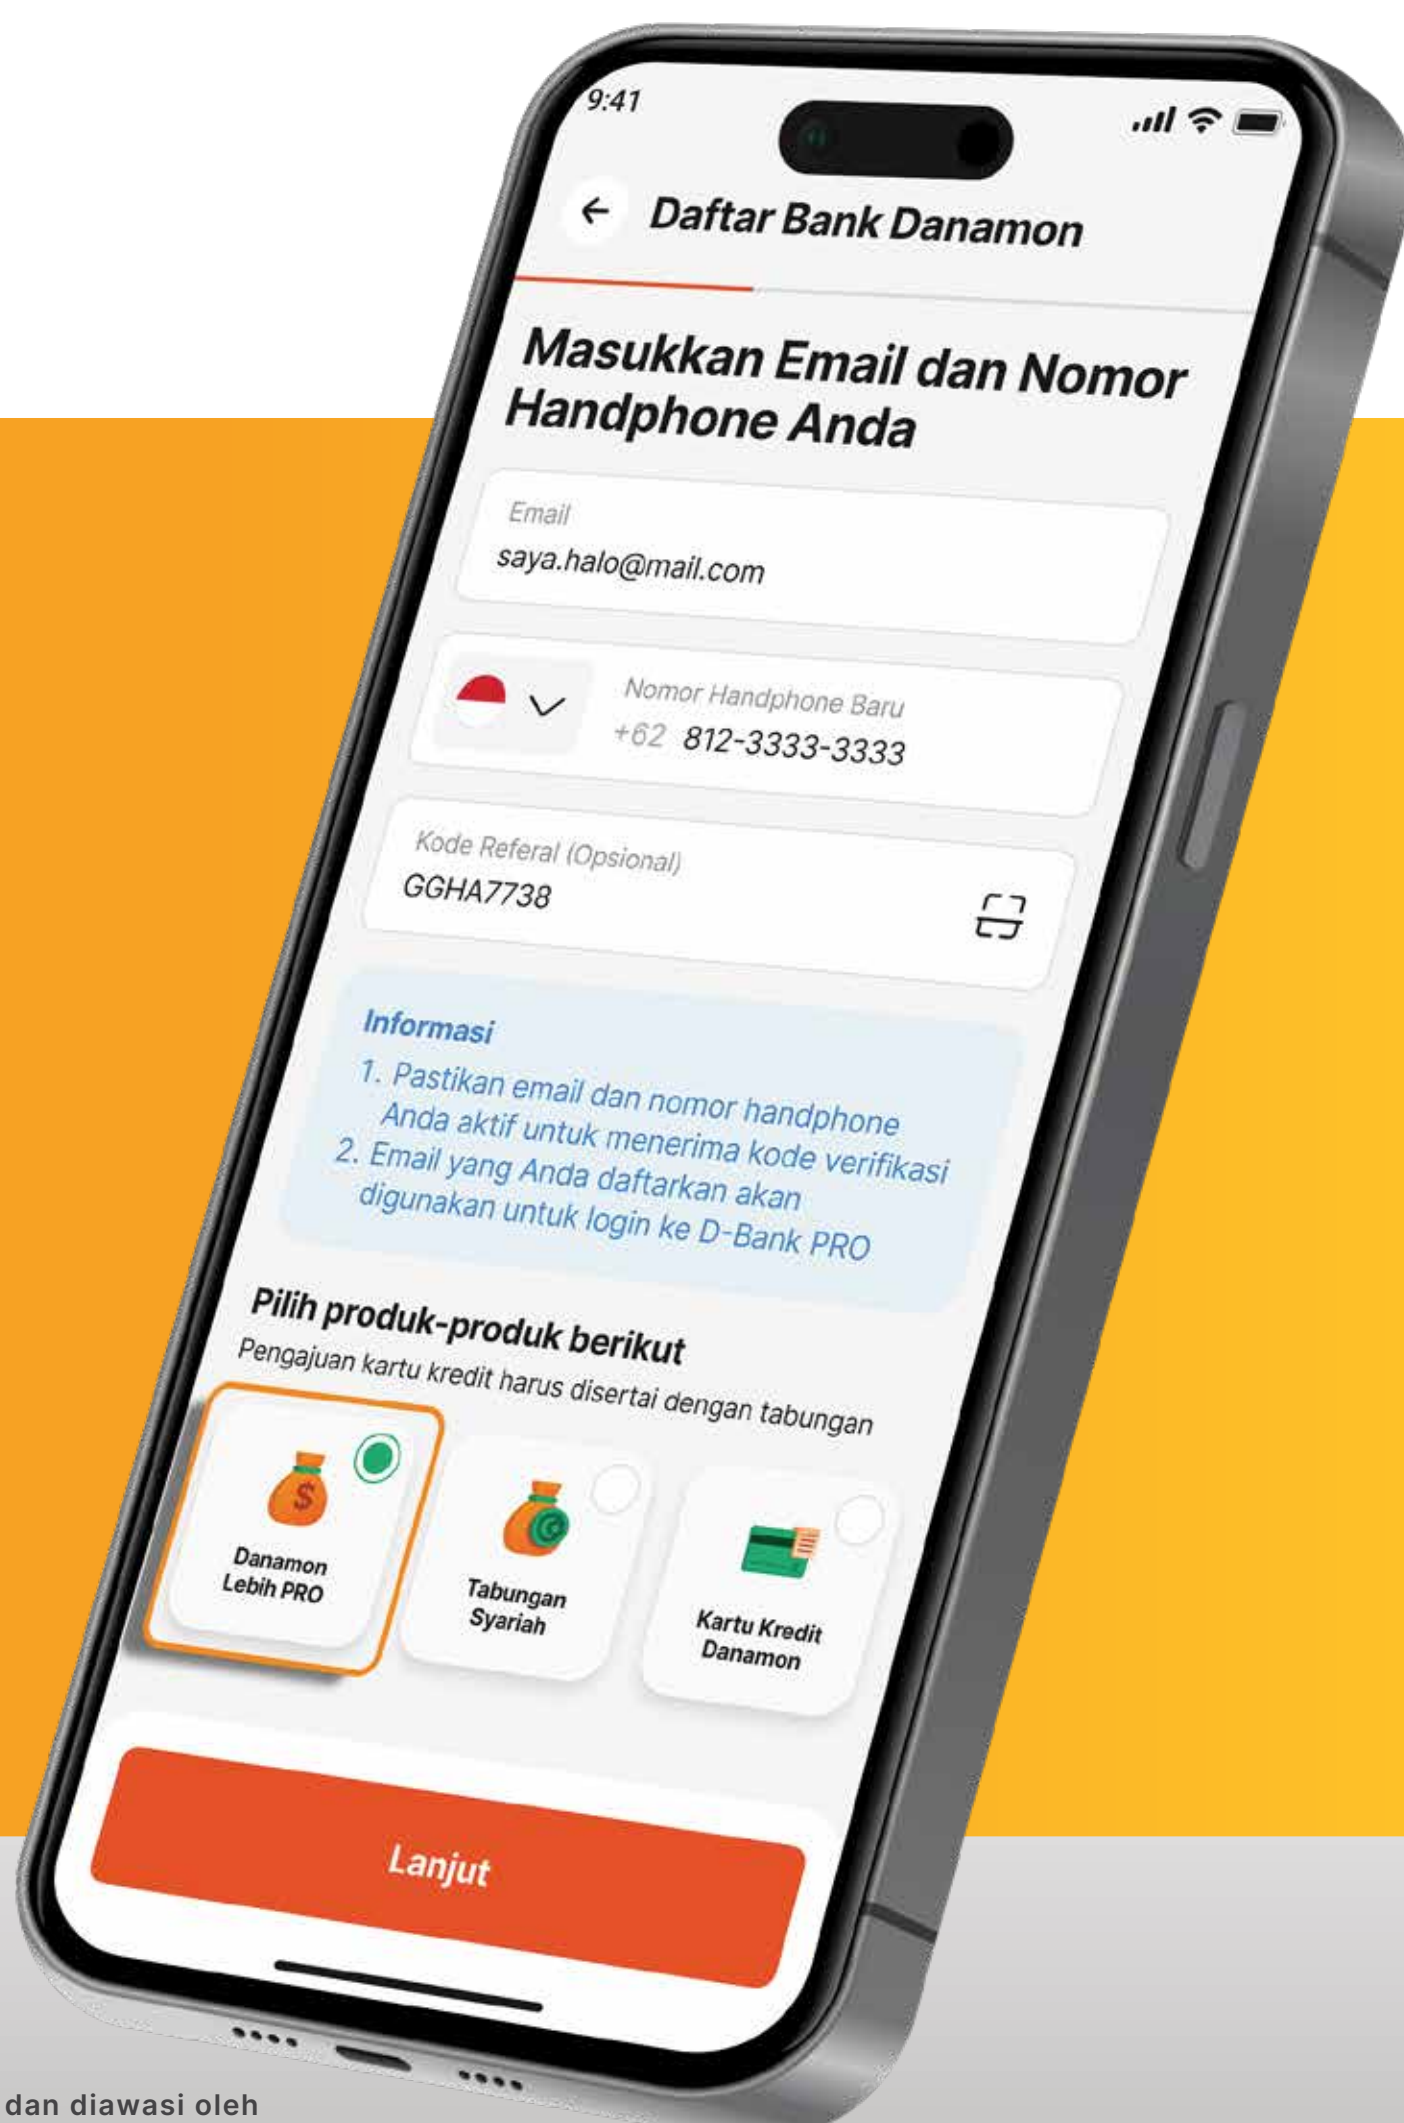 9:41
Daftar Bank Danamon
Masukkan Email dan Nomor
Handphone Anda
Email
saya.halo@mail.com
Nomor Handphone Baru
+62 812-3333-3333
Kode Referal (Opsional)
GGHA7738
Informasi
1. Pastikan email dan nomor handphone
Anda aktif untuk menerima kode verifikasi
2. Email yang Anda daftarkan akan
digunakan untuk login ke D-Bank PRO
Pilih produk-produk berikut
Pengajuan kartu kredit harus disertai dengan tabungan
$
Danamon
Lebih PRO
Tabungan
Syariah
Kartu Kredit
Danamon
Lanjut
dan diawasi oleh